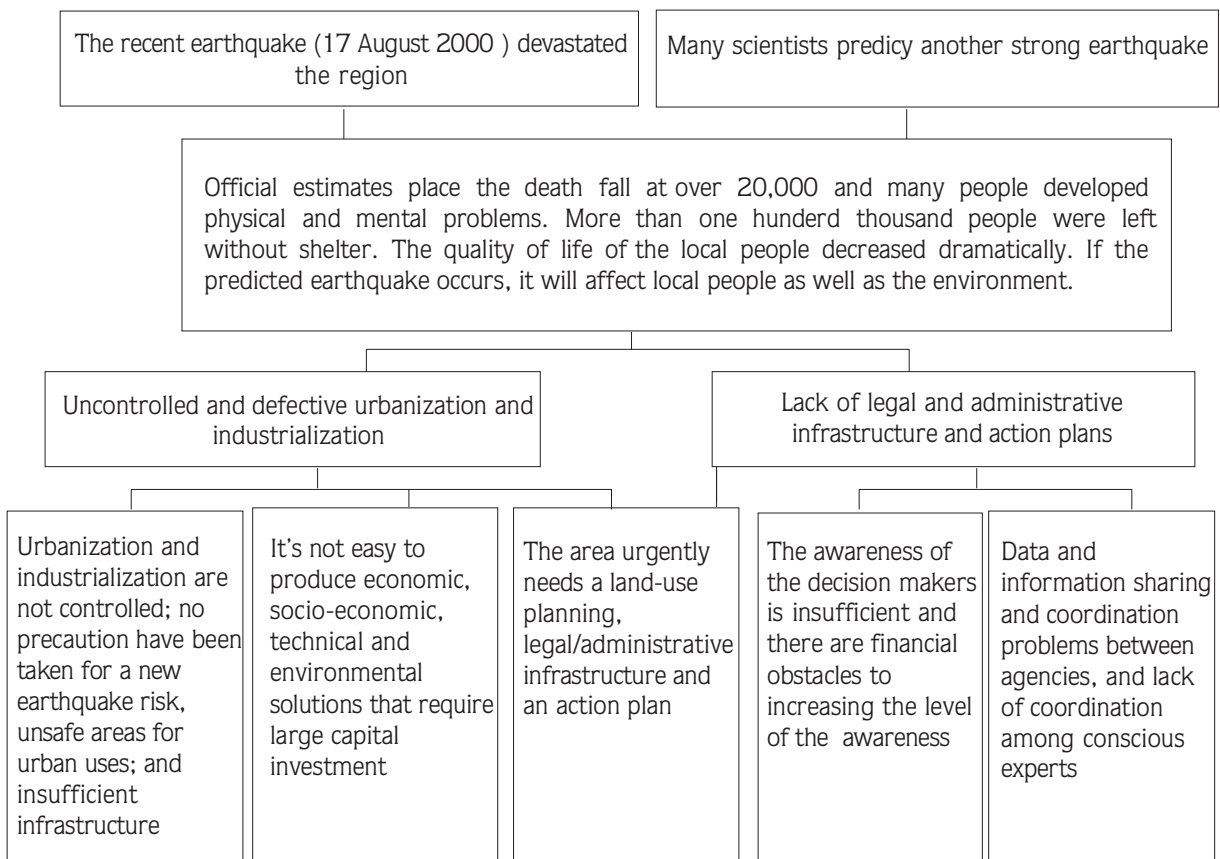 The recent earthquake (17 August 2000 ) devastated
the region
Many scientists predicy another strong earthquake
Official estimates place the death fall at over 20,000 and many people developed
physical and mental problems. More than one hunderd thousand people were left
without shelter. The quality of life of the local people decreased dramatically. If the
predicted earthquake occurs, it will affect local people as well as the environment.
Uncontrolled and defective urbanization and
industrialization
Lack of legal and administrative
infrastructure and action plans
Urbanization and
industrialization are
not controlled; no
precaution have been
taken for a new
earthquake risk,
unsafe areas for
urban uses; and
insufficient
infrastructure
It's not easy to
produce economic,
socio-economic,
technical and
environmental
solutions that require
large capital
investment
The area urgently
needs a land-use
planning,
legal/administrative
infrastructure and
an action plan
The awareness of
the decision makers
is insufficient and
there are financial
obstacles to
increasing the level
of the awareness
Data and
information sharing
and coordination
problems between
agencies, and lack
of coordination
among conscious
experts